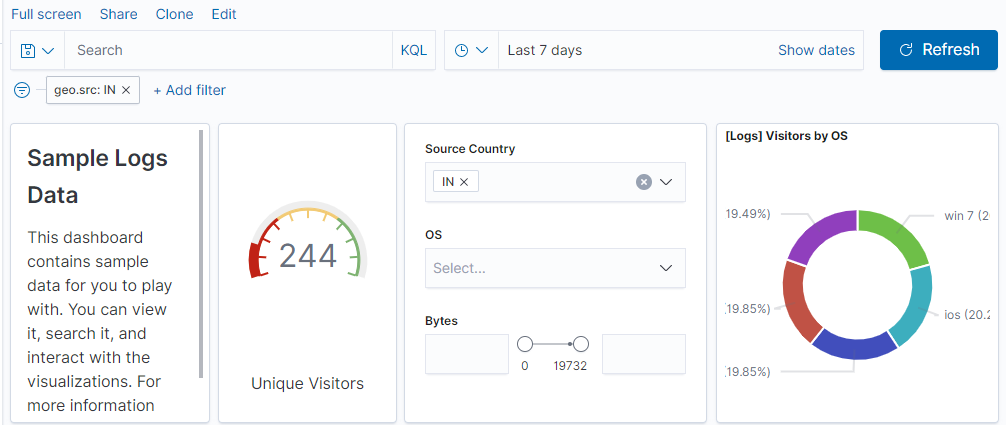 Full screen Share Clone Edit
Search KQL Last 7 days Show dates Refresh
geo.src: IN × + Add filter
Sample Logs
Data
This dashboard
contains sample
data for you to play
with. You can view
it, search it, and
interact with the
visualizations. For
more information
244
Unique Visitors
Source Country
IN ×
OS
Select...
Bytes
0 19732
[Logs] Visitors by OS
19.49%) win 7 (2
19.85%) ios (20.2
19.85%)